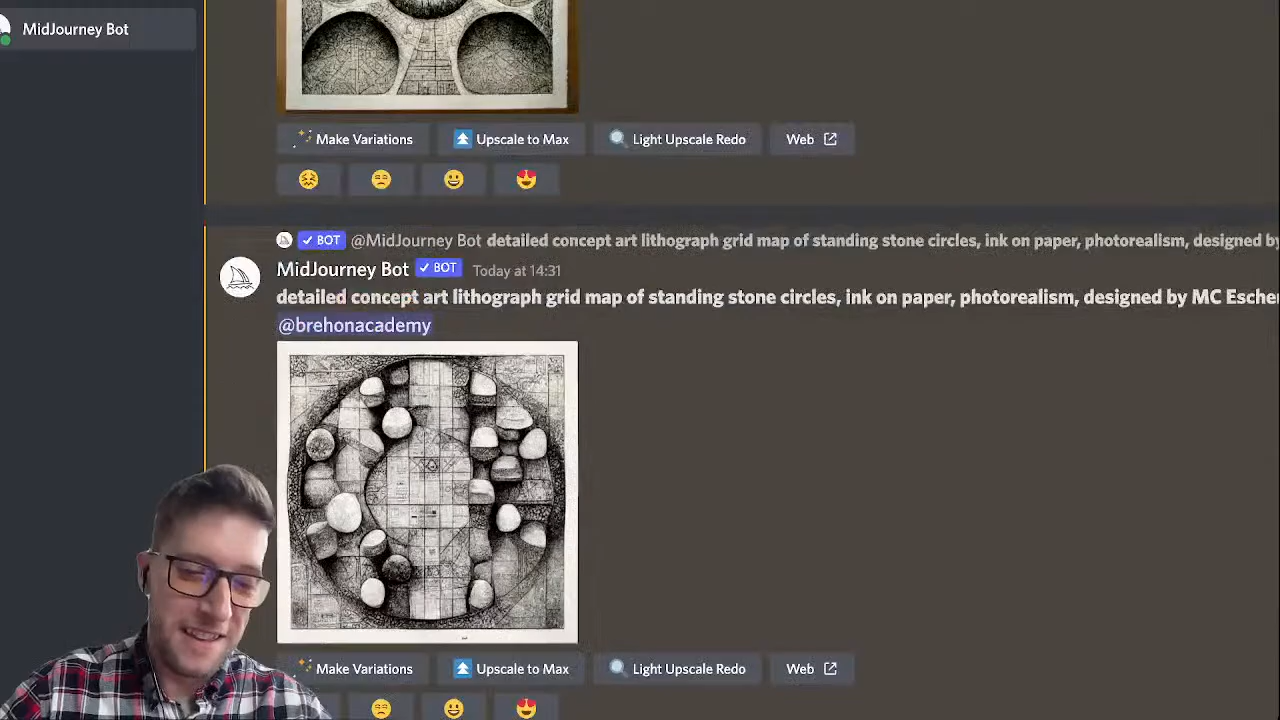 MidJourney Bot
Make Variations Upscale to Max Light Upscale Redo Web
BOT @MidJourney Bot detailed concept art lithograph grid map of standing stone circles, ink on paper, photorealism, designed by
MidJourney Bot BOT Today at 14:31
detailed concept art lithograph grid map of standing stone circles, ink on paper, photorealism, designed by MC Escher
@brehonacademy
Make Variations Upscale to Max Light Upscale Redo Web